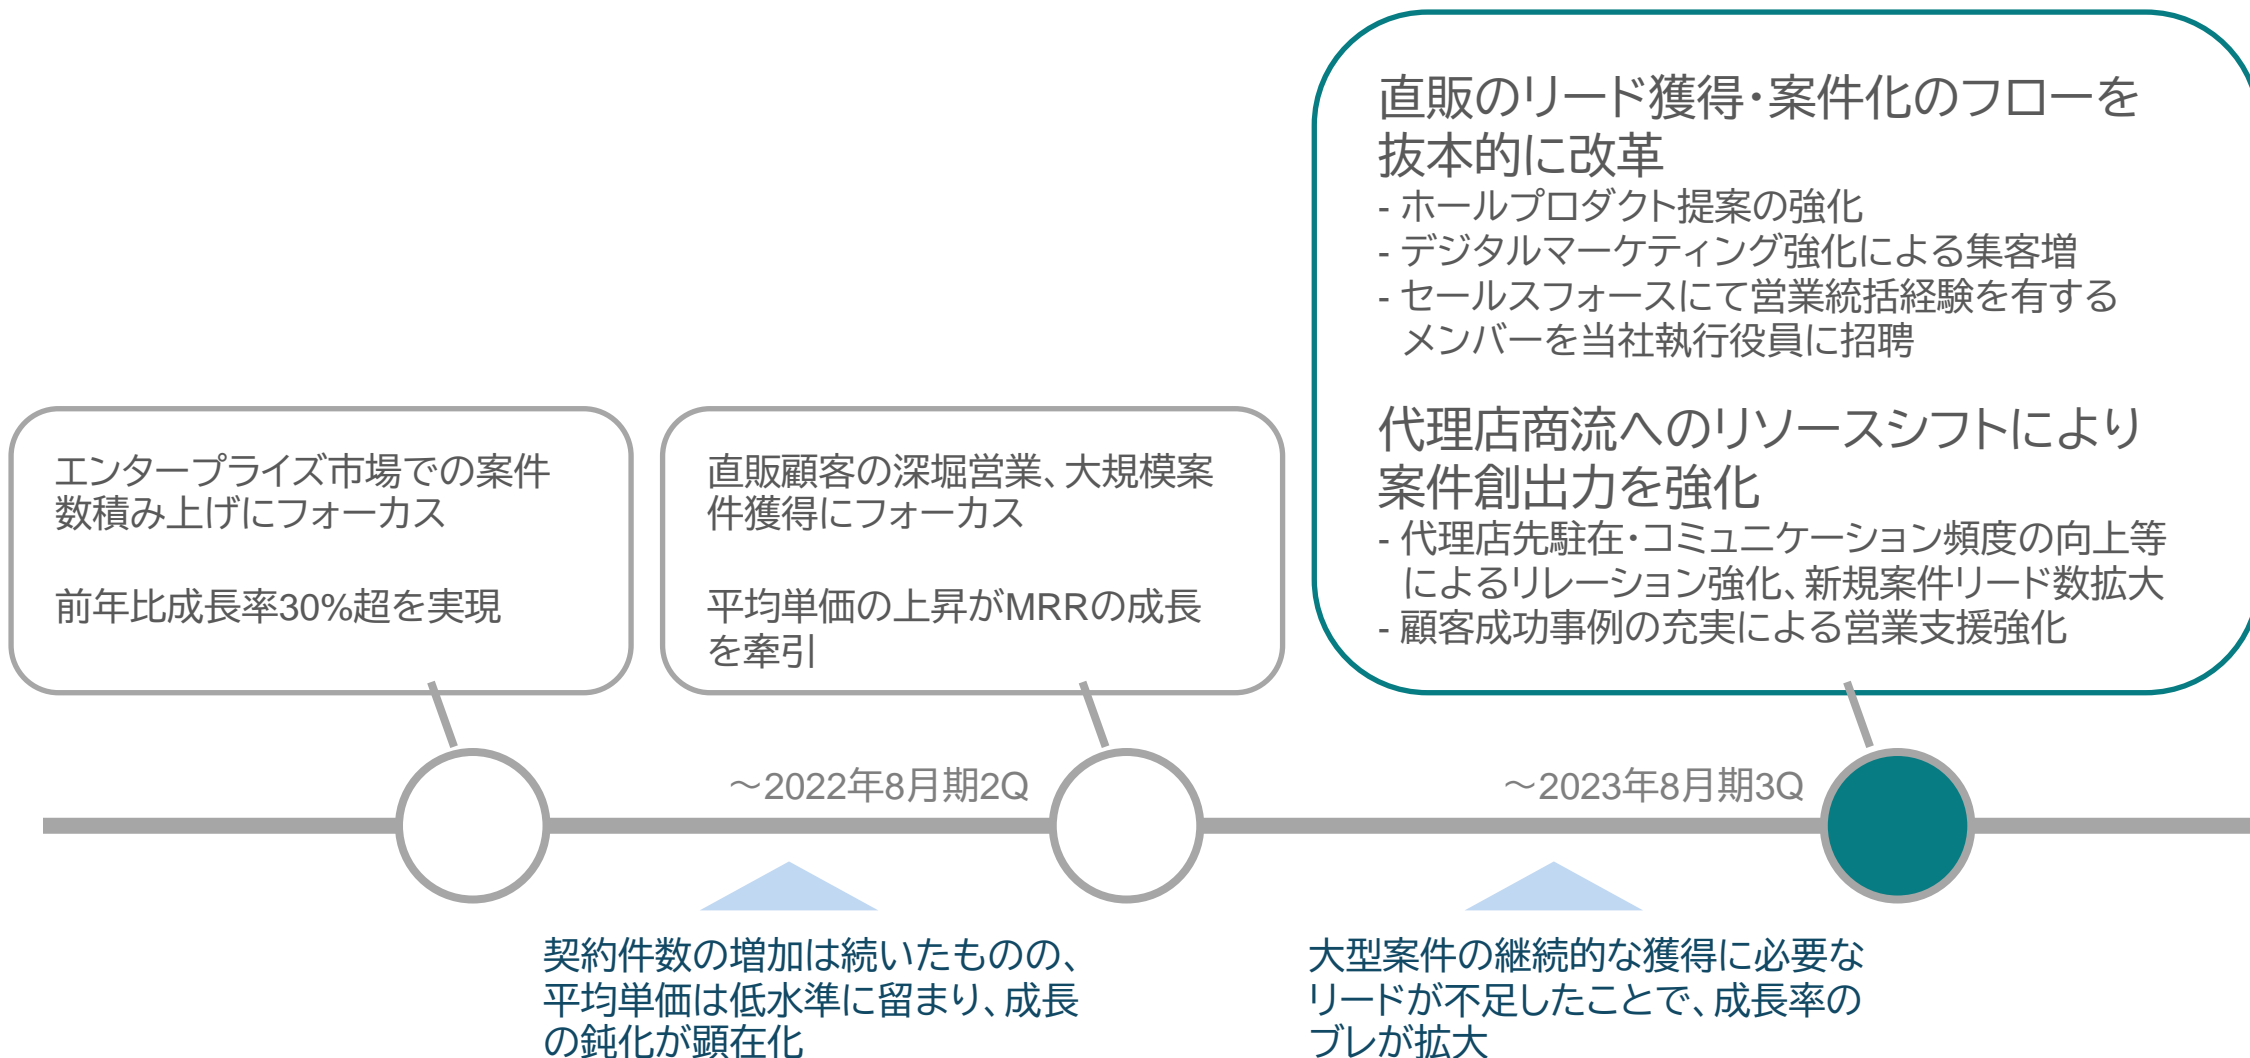 エンタープライズ市場での案件
数積み上げにフォーカス
前年比成長率30%超を実現
直販顧客の深堀営業、大規模案
件獲得にフォーカス
平均単価の上昇がMRRの成長
を牽引
直販のリード獲得・案件化のフローを
抜本的に改革
- ホールプロダクト提案の強化
- デジタルマーケティング強化による集客増
- セールスフォースにて営業統括経験を有する
メンバーを当社執行役員に招聘
代理店商流へのリソースシフトにより
案件創出力を強化
- 代理店先駐在・コミュニケーション頻度の向上等
によるリレーション強化、新規案件リード数拡大
- 顧客成功事例の充実による営業支援強化
～2022年8月期2Q
～2023年8月期3Q
契約件数の増加は続いたものの、
平均単価は低水準に留まり、成長
の鈍化が顕在化
大型案件の継続的な獲得に必要な
リードが不足したことで、成長率の
ブレが拡大